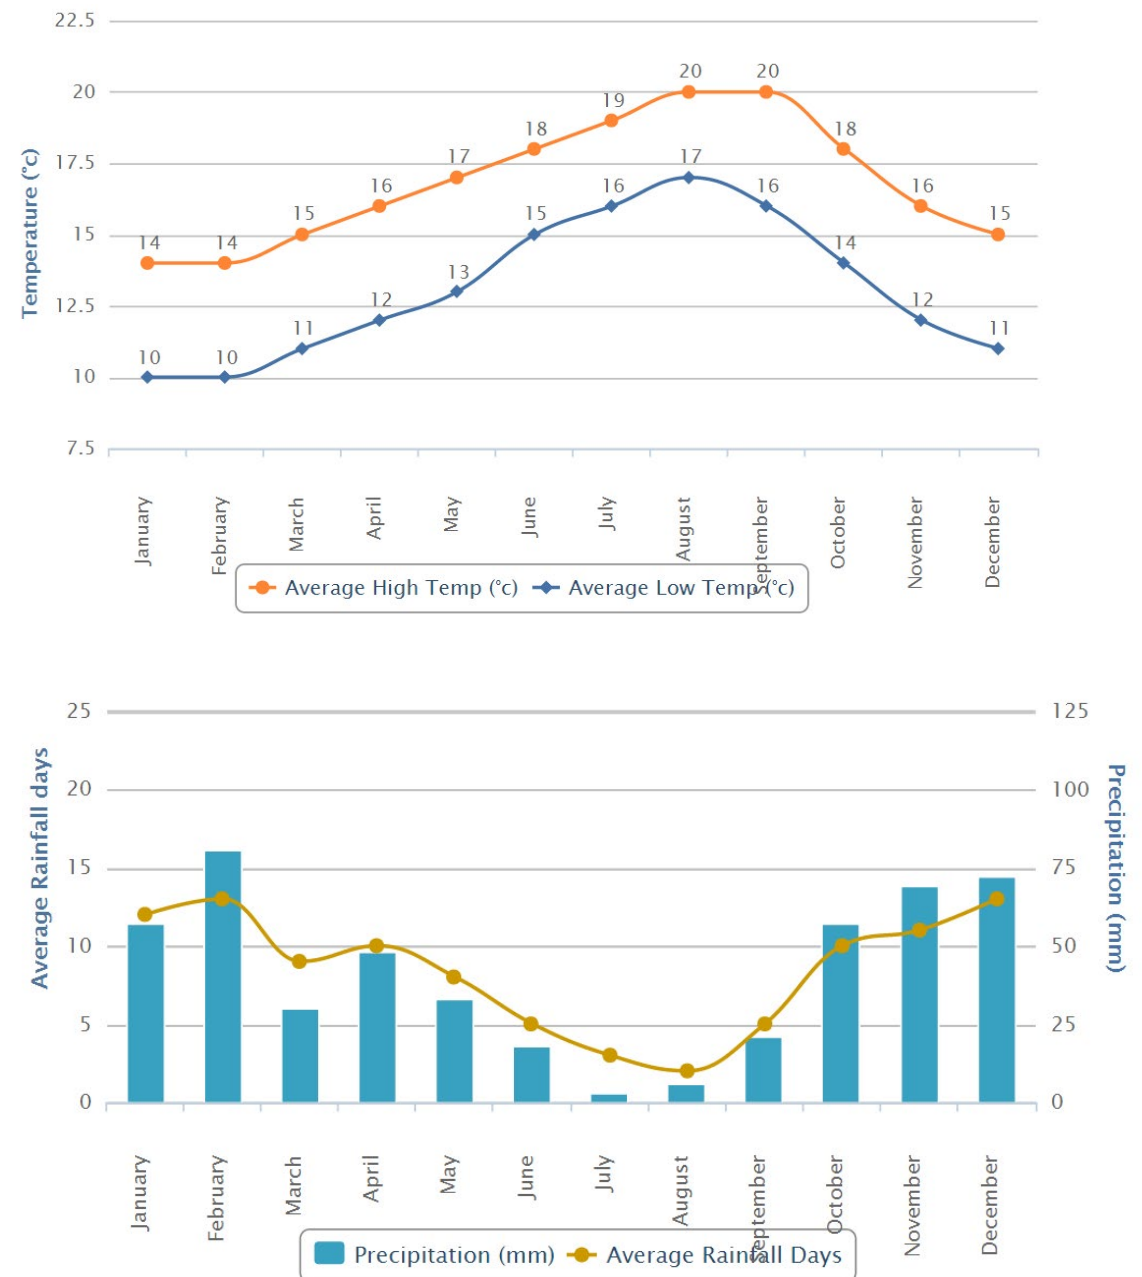 22.5
20 20
20
19
18 18
Temperature (°c)
17 17
17.5
16 16 16 16
15 15 15
15
14 14 14
13
12 12
12.5
11 11
10 10
10
7.5
January February March April May June July August September October November December
Average High Temp (°c) Average Low Temp (°c)
25 125
20 100
15 75
10 50
5 25
0 0
Average Rainfall days
Precipitation (mm)
January February March April May June July August September October November December
Precipitation (mm) Average Rainfall Days